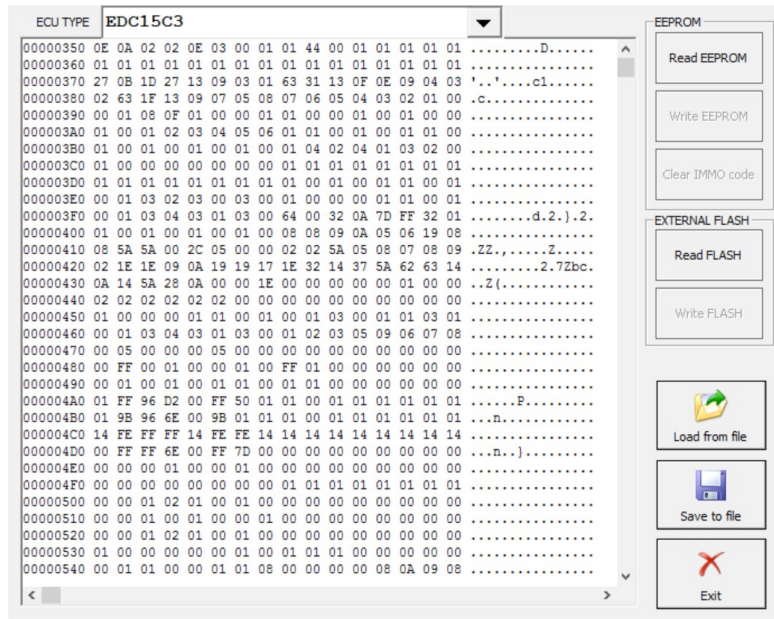 ECU TYPE EDC15C3
00000350 0E 0A 02 02 0E 03 00 01 01 44 00 01 01 01 01 01 .........D......
00000360 01 01 01 01 01 01 01 01 01 01 01 01 01 01 01 01 ................
00000370 27 0B 1D 27 13 09 03 01 63 31 13 0F 0E 09 04 03 '..'....c1......
00000380 02 63 1F 13 09 07 05 08 07 06 05 04 03 02 01 00 .c..............
00000390 00 01 08 0F 01 00 00 01 01 00 00 01 00 01 00 00 ................
000003A0 01 00 01 02 03 04 05 06 01 01 00 01 00 01 01 00 ................
000003B0 01 00 01 00 01 00 01 00 01 04 02 04 01 03 02 00 ................
000003C0 01 00 00 00 00 00 00 00 01 01 01 01 01 01 01 01 ................
000003D0 01 01 01 01 01 01 01 01 01 00 01 00 01 00 01 00 ................
000003E0 00 01 03 02 03 00 03 00 01 00 00 00 01 01 00 01 ................
000003F0 00 01 03 04 03 01 03 00 64 00 32 0A 7D FF 32 01 ........d.2.}.2.
00000400 01 00 01 00 01 00 01 00 08 08 09 0A 05 06 19 08 ................
00000410 08 5A 5A 00 2C 05 00 00 02 02 5A 05 08 07 08 09 .ZZ.,.....Z.....
00000420 02 1E 1E 09 0A 19 19 17 1E 32 14 37 5A 62 63 14 .........2.7Zbc.
00000430 0A 14 5A 28 0A 00 00 1E 00 00 00 00 00 01 00 00 ..Z(............
00000440 02 02 02 02 02 02 00 00 00 00 00 00 00 00 00 00 ................
00000450 01 00 00 00 01 01 00 01 00 01 03 00 01 01 03 01 ................
00000460 00 01 03 04 03 01 03 00 01 02 03 05 09 06 07 08 ................
00000470 00 05 00 00 00 05 00 00 00 00 00 00 00 00 00 00 ................
00000480 00 FF 00 01 00 00 01 00 FF 01 00 00 00 00 00 00 ................
00000490 00 01 00 01 00 01 01 00 01 01 00 00 00 00 00 00 ................
000004A0 01 FF 96 D2 00 FF 50 01 01 01 00 01 01 01 01 01 ......P.........
000004B0 01 9B 96 6E 00 9B 01 01 01 00 01 01 01 01 01 01 ...n............
000004C0 14 FE FF FF 14 FE FE 14 14 14 14 14 14 14 14 14 ................
000004D0 00 FF FF 6E 00 FF 7D 00 00 00 00 00 00 00 00 00 ...n..}.........
000004E0 00 00 00 01 00 00 01 00 00 00 00 00 00 00 00 00 ................
000004F0 00 00 00 00 00 00 00 00 01 01 01 01 01 01 01 01 ................
00000500 00 00 01 02 01 00 01 00 00 00 00 00 00 00 00 00 ................
00000510 00 00 01 00 01 00 00 01 00 00 00 00 00 00 00 00 ................
00000520 00 00 01 02 01 00 01 00 00 00 00 00 00 00 00 00 ................
00000530 01 00 00 00 00 00 01 00 01 01 01 00 00 00 00 00 ................
00000540 00 01 01 00 00 01 01 08 00 00 00 00 08 0A 09 08 ................
EEPROM
Read EEPROM
Write EEPROM
Clear IMMO code
EXTERNAL FLASH
Read FLASH
Write FLASH
Load from file
Save to file
Exit